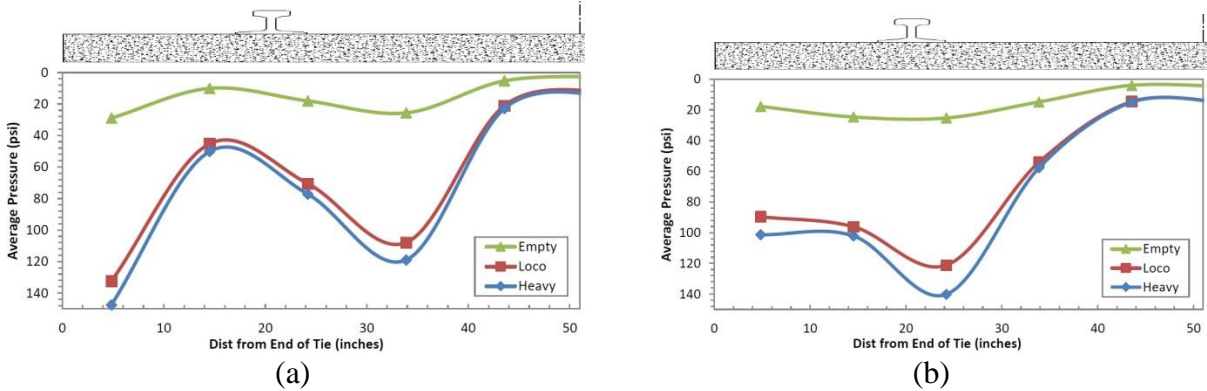 0
20
40
60
80
100
120
140
Average Pressure (psi)
Empty
Loco
Heavy
0 10 20 30 40 50
Dist from End of Tie (inches)
(a)
0
20
40
60
80
100
120
140
Average Pressure (psi)
Empty
Loco
Heavy
0 10 20 30 40 50
Dist from End of Tie (inches)
(b)